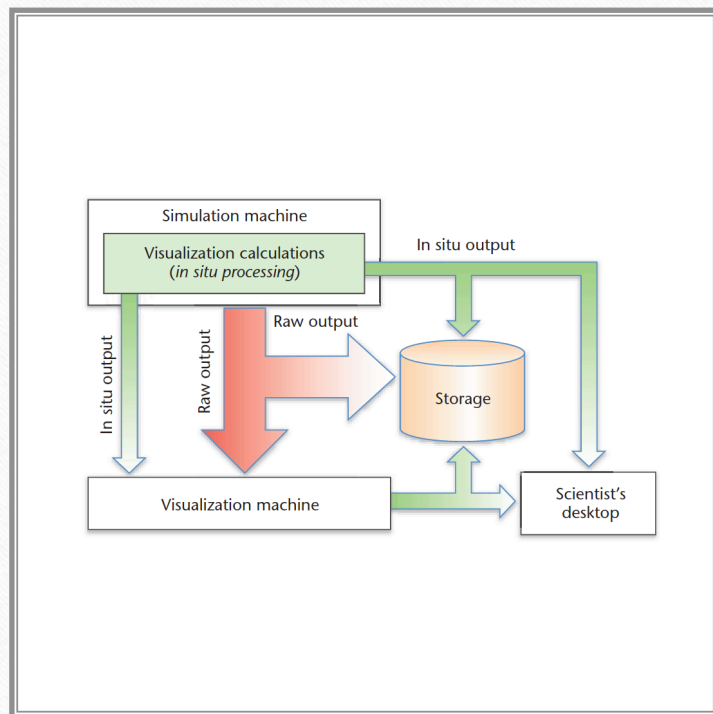 Simulation machine
Visualization calculations
(in situ processing)
In situ output
In situ output
Raw output
Raw output
Storage
Visualization machine
Scientist's
desktop